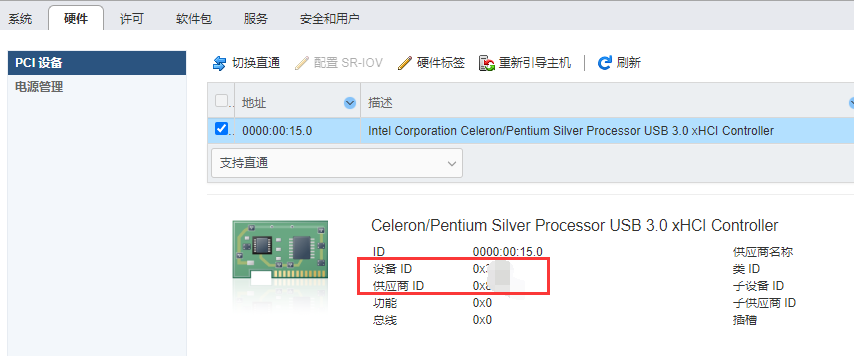 系统 硬件 许可 软件包 服务 安全和用户
PCI 设备
电源管理
切换直通 配置 SR-IOV 硬件标签 重新引导主机 刷新
地址 描述
0000:00:15.0 Intel Corporation Celeron/Pentium Silver Processor USB 3.0 xHCI Controller
支持直通
Celeron/Pentium Silver Processor USB 3.0 xHCI Controller
ID 0000:00:15.0 供应商名称
设备 ID 类 ID
供应商 ID 子设备 ID
功能 0x0 子供应商 ID
总线 0x0 插槽